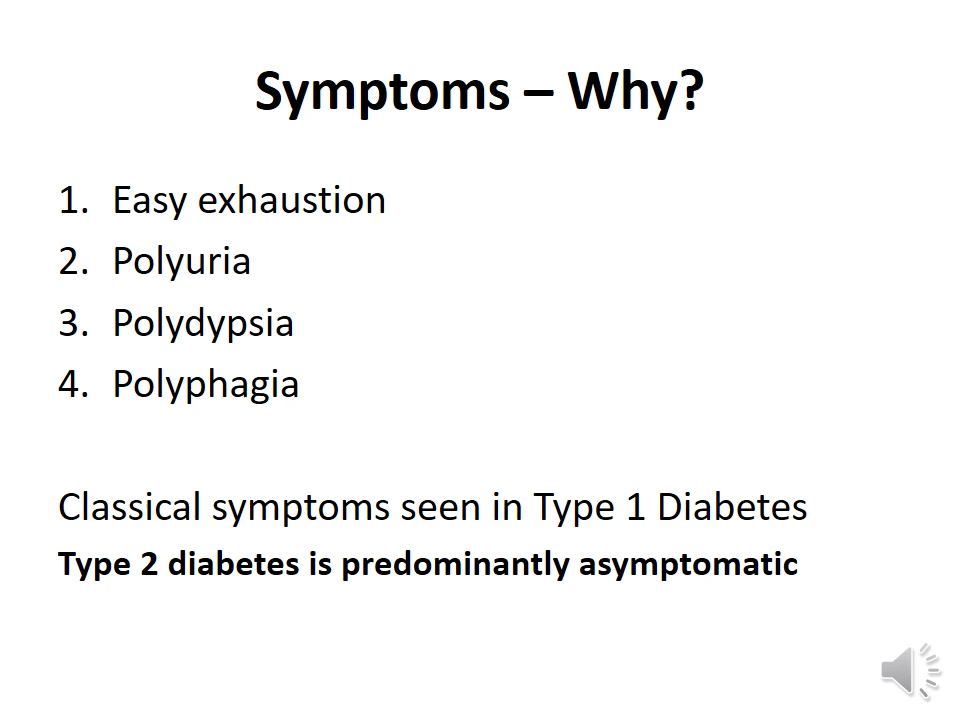 Symptoms – Why?
1. Easy exhaustion
2. Polyuria
3. Polydypsia
4. Polyphagia
Classical symptoms seen in Type 1 Diabetes
Type 2 diabetes is predominantly asymptomatic